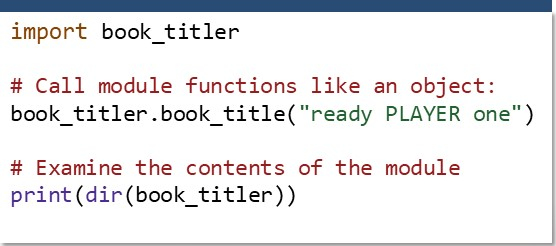 import book_titler
# Call module functions like an object:
book_titler.book_title("ready PLAYER one")
# Examine the contents of the module
print(dir(book_titler))